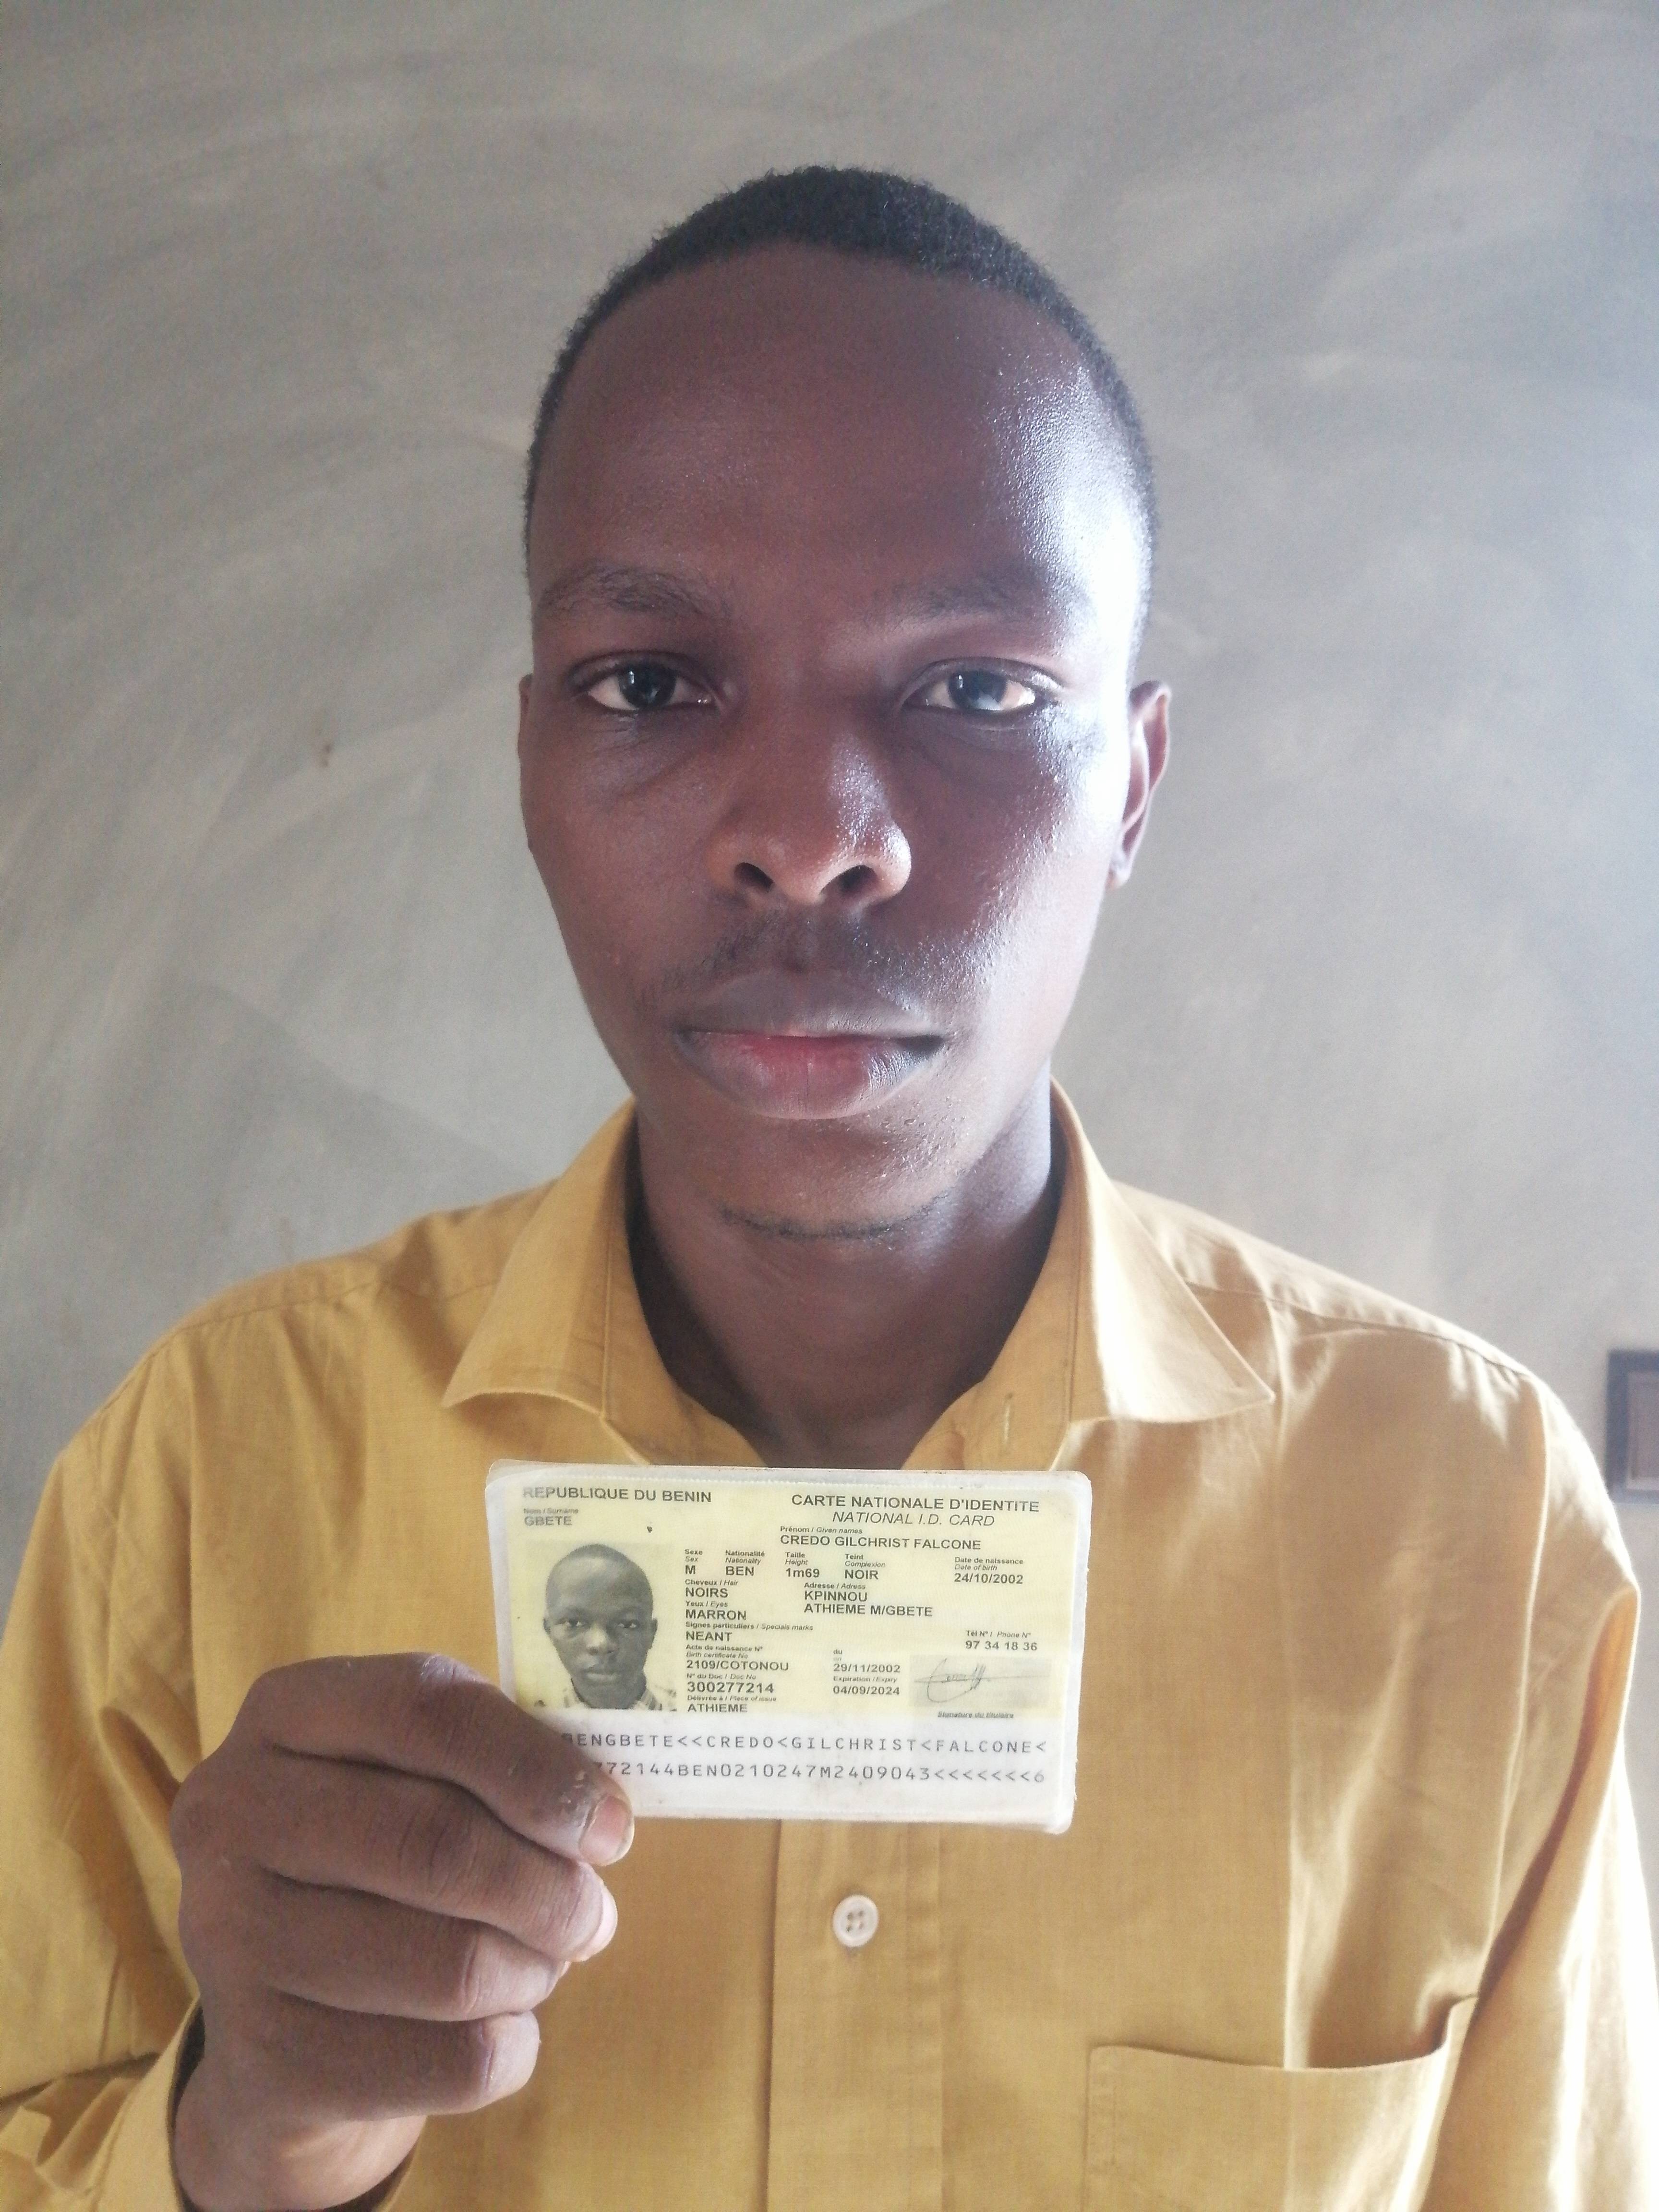 REPUBLIQUE DU BENIN
CARTE NATIONALE D'IDENTITE
NATIONAL I.D. CARD
Nom / Surname
GBETE
Prénom / Given names
CREDO GILCHRIST FALCONE
Sexe Nationalité Taille Teint Date de naissance
Sex Nationality Height Complexion Date of birth
M BEN 1m69 NOIR 24/10/2002
Cheveux / Hair Adresse / Adress
NOIRS KPINNOU
Yeux / Eyes ATHIEME M/GBETE
MARRON
Signes particuliers / Specials marks
NEANT
Tél N° / Phone N°
97 34 18 36
Acte de naissance N° du
Birth certificate No
2109/COTONOU 29/11/2002
N° du Doc / Doc No Expiration / Expiry
300277214 04/09/2024
Délivrée à / Place of issue
ATHIEME
Signature du titulaire
BENGBETE<<CREDO<GILCHRIST<FALCONE<
772144BEN0210247M2409043<<<<<<<6